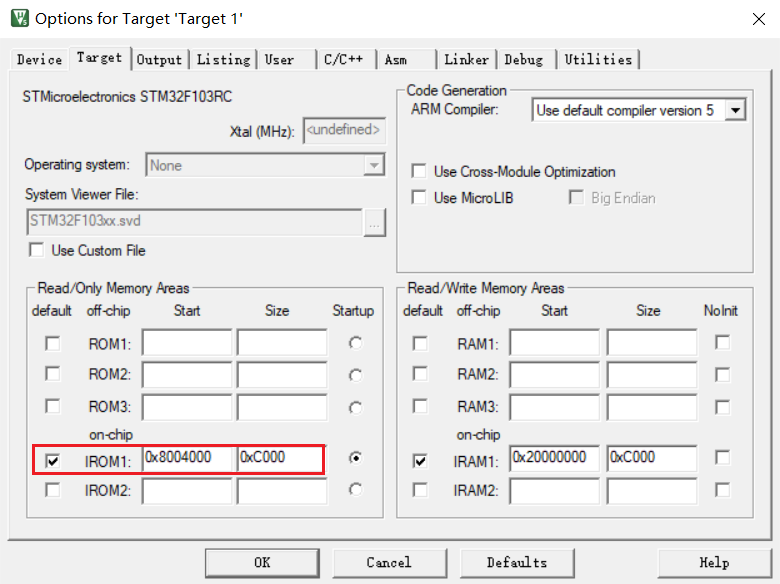 Options for Target 'Target 1'
Device Target Output Listing User C/C++ Asm Linker Debug Utilities
STMicroelectronics STM32F103RC
Xtal (MHz): <undefined>
Operating system: None
System Viewer File:
STM32F103xx.svd ...
Use Custom File
Code Generation
ARM Compiler: Use default compiler version 5
Use Cross-Module Optimization
Use MicroLIB Big Endian
Read/Only Memory Areas
default off-chip Start Size Startup
ROM1:
ROM2:
ROM3:
on-chip
IROM1: 0x8004000 0xC000
IROM2:
Read/Write Memory Areas
default off-chip Start Size NoInit
RAM1:
RAM2:
RAM3:
on-chip
IRAM1: 0x20000000 0xC000
IRAM2:
OK Cancel Defaults Help